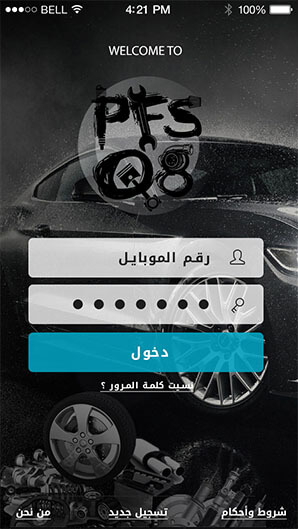 BELL 4:21 PM 100%
WELCOME TO
PFS
Q8
رقم الموبايل
دخول
نسيت كلمة المرور ؟
شروط وأحكام
تسجيل جديد
من نحن